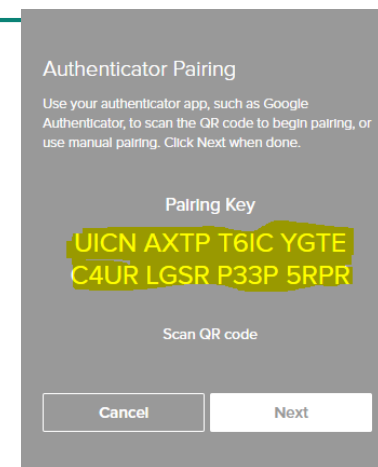 Authenticator Pairing
Use your authenticator app, such as Google
Authenticator, to scan the QR code to begin pairing, or
use manual pairing. Click Next when done.
Pairing Key
UICN AXTP T6IC YGTE
C4UR LGSR P33P 5RPR
Scan QR code
Cancel
Next